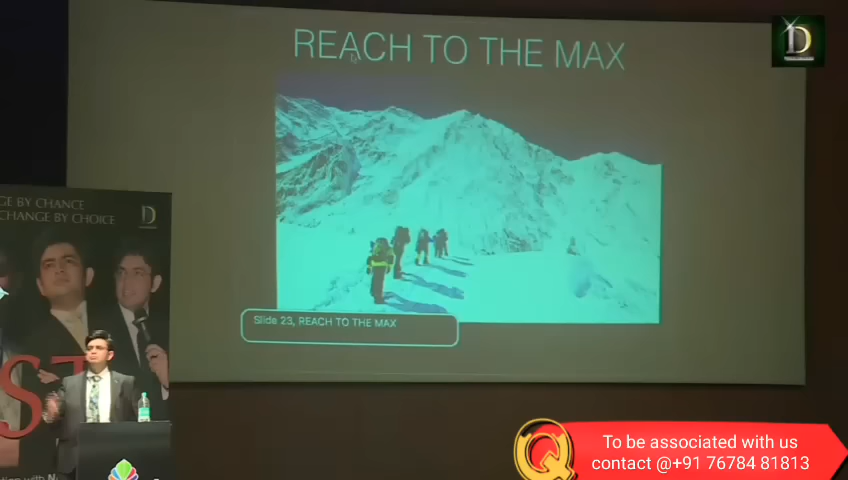 REACH TO THE MAX
D
GE BY CHANCE
CHANGE BY CHOICE
D
Slide 23, REACH TO THE MAX
ST
To be associated with us
contact @+91 76784 81813